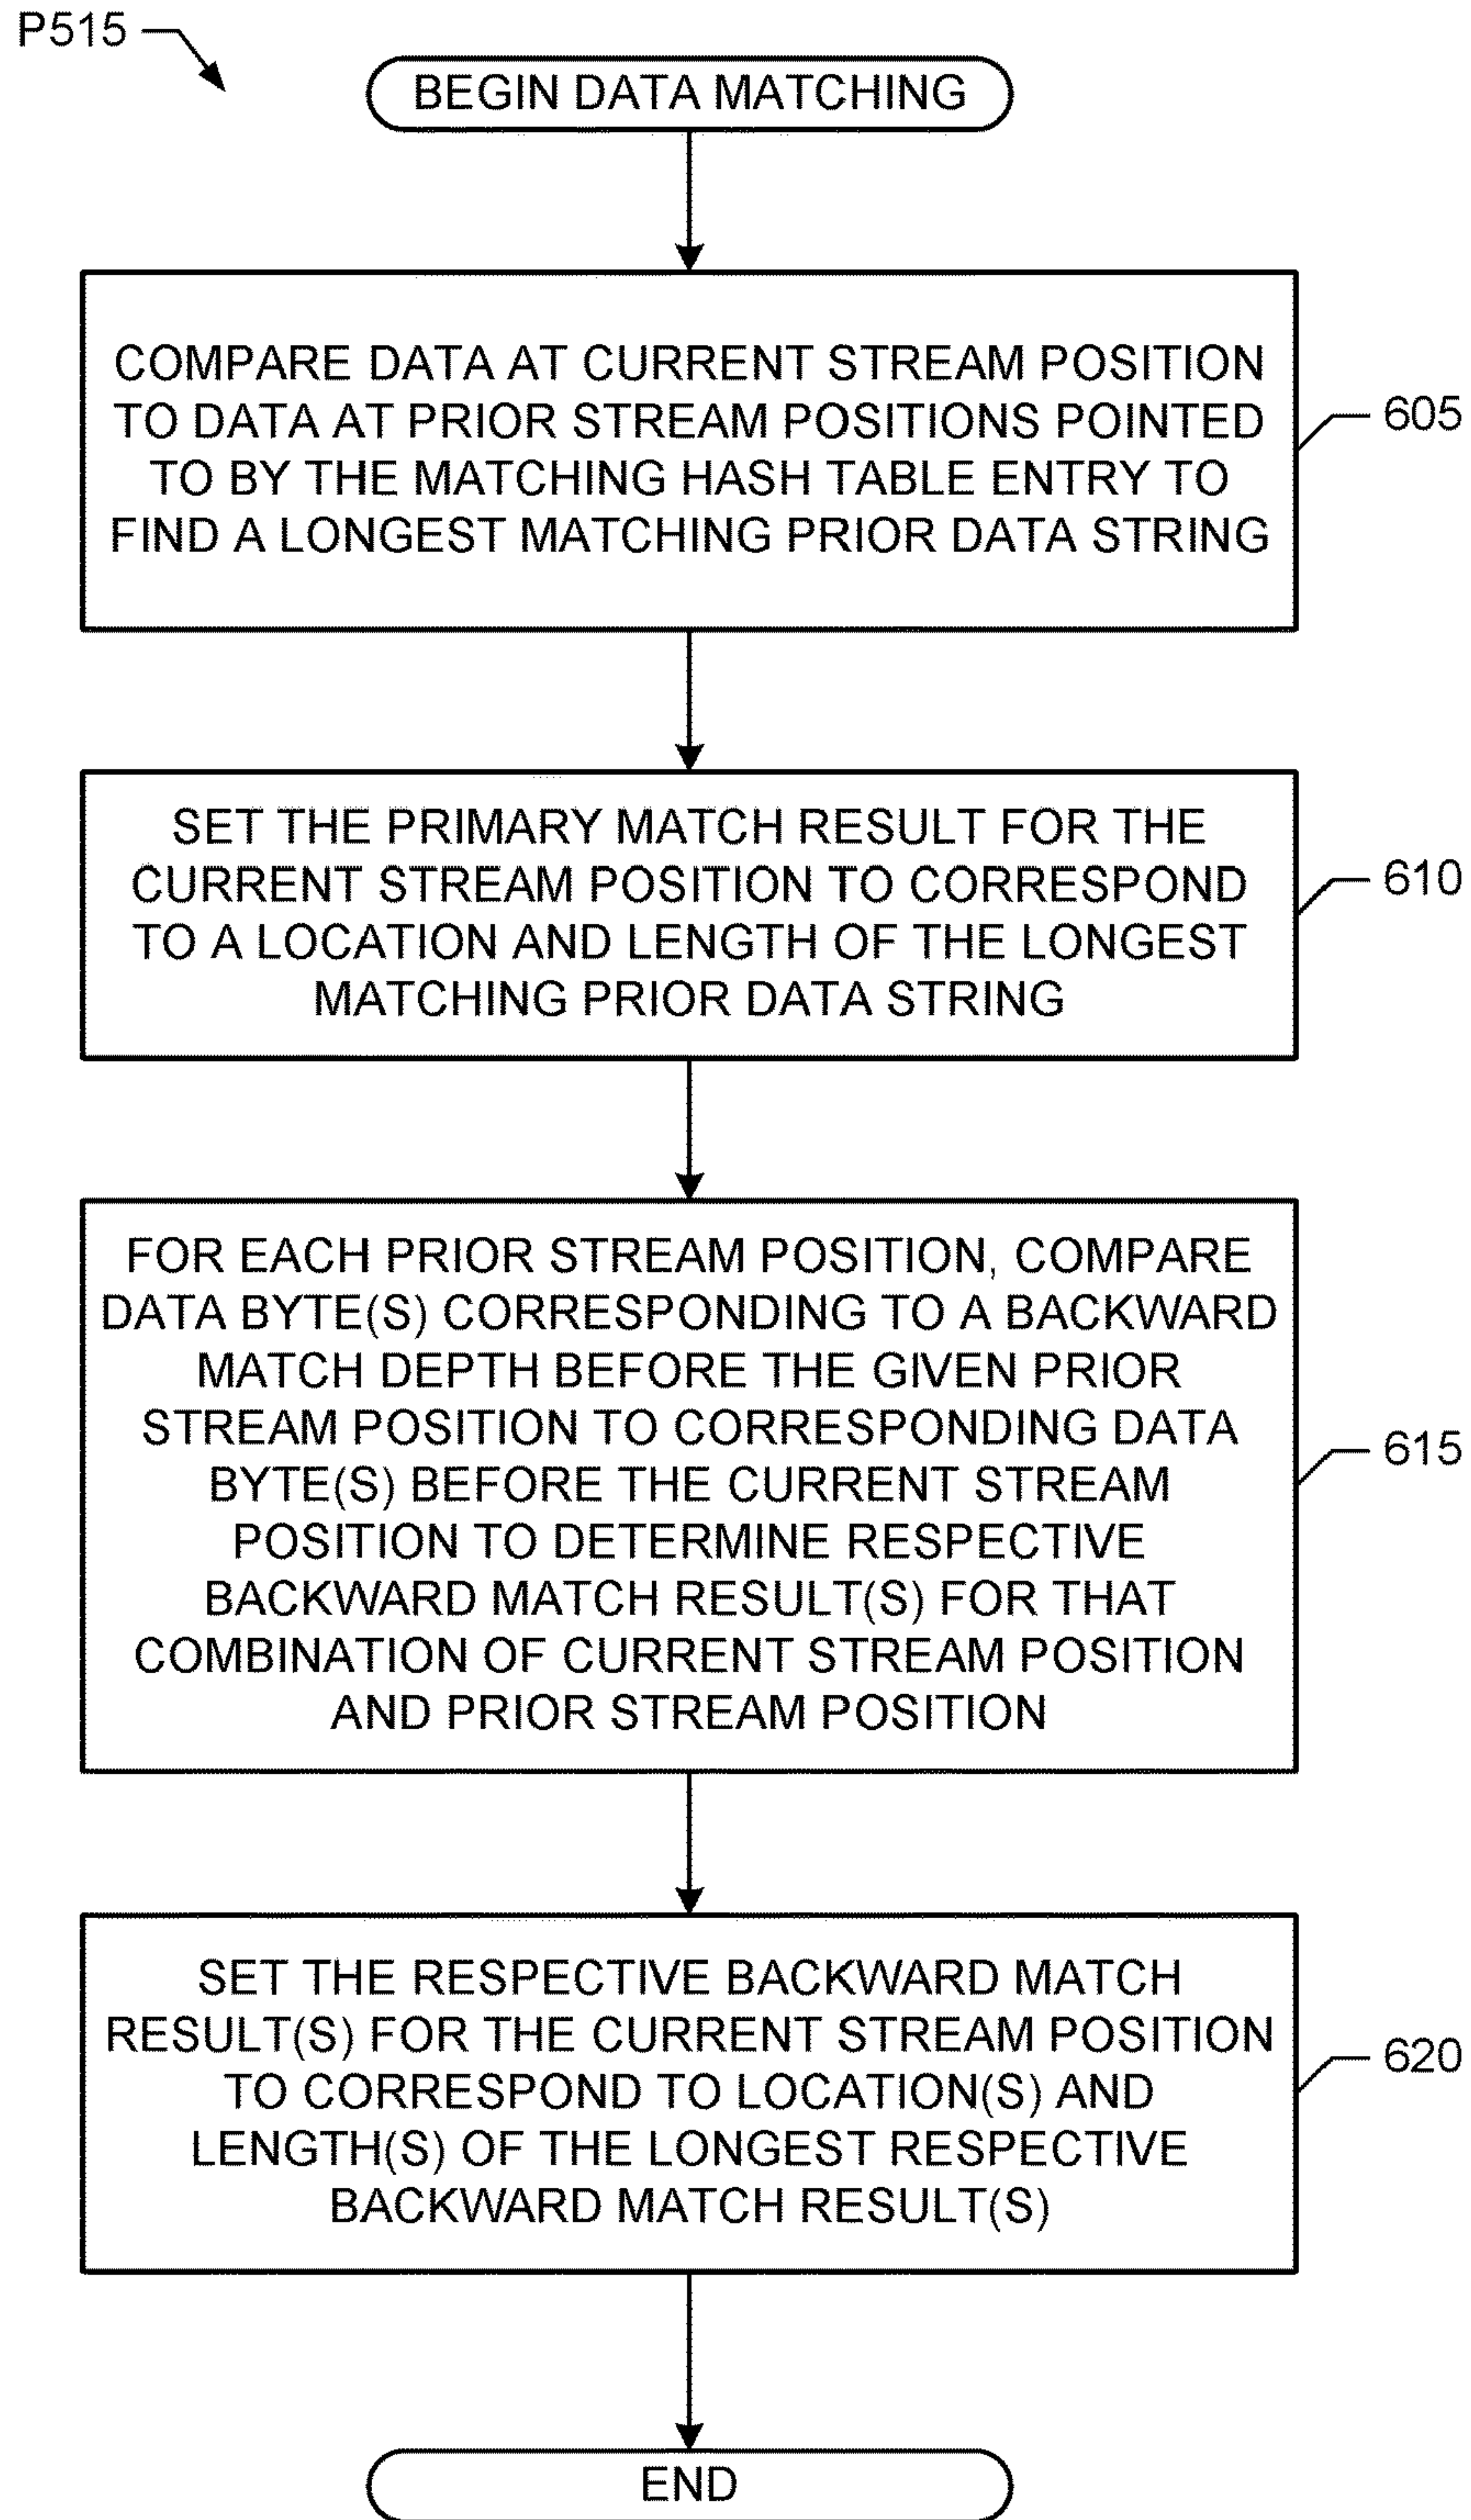 P515
BEGIN DATA MATCHING
COMPARE DATA AT CURRENT STREAM POSITION
TO DATA AT PRIOR STREAM POSITIONS POINTED
TO BY THE MATCHING HASH TABLE ENTRY TO
FIND A LONGEST MATCHING PRIOR DATA STRING
605
SET THE PRIMARY MATCH RESULT FOR THE
CURRENT STREAM POSITION TO CORRESPOND
TO A LOCATION AND LENGTH OF THE LONGEST
MATCHING PRIOR DATA STRING
610
FOR EACH PRIOR STREAM POSITION, COMPARE
DATA BYTE(S) CORRESPONDING TO A BACKWARD
MATCH DEPTH BEFORE THE GIVEN PRIOR
STREAM POSITION TO CORRESPONDING DATA
BYTE(S) BEFORE THE CURRENT STREAM
POSITION TO DETERMINE RESPECTIVE
BACKWARD MATCH RESULT(S) FOR THAT
COMBINATION OF CURRENT STREAM POSITION
AND PRIOR STREAM POSITION
615
SET THE RESPECTIVE BACKWARD MATCH
RESULT(S) FOR THE CURRENT STREAM POSITION
TO CORRESPOND TO LOCATION(S) AND
LENGTH(S) OF THE LONGEST RESPECTIVE
BACKWARD MATCH RESULT(S)
620
END